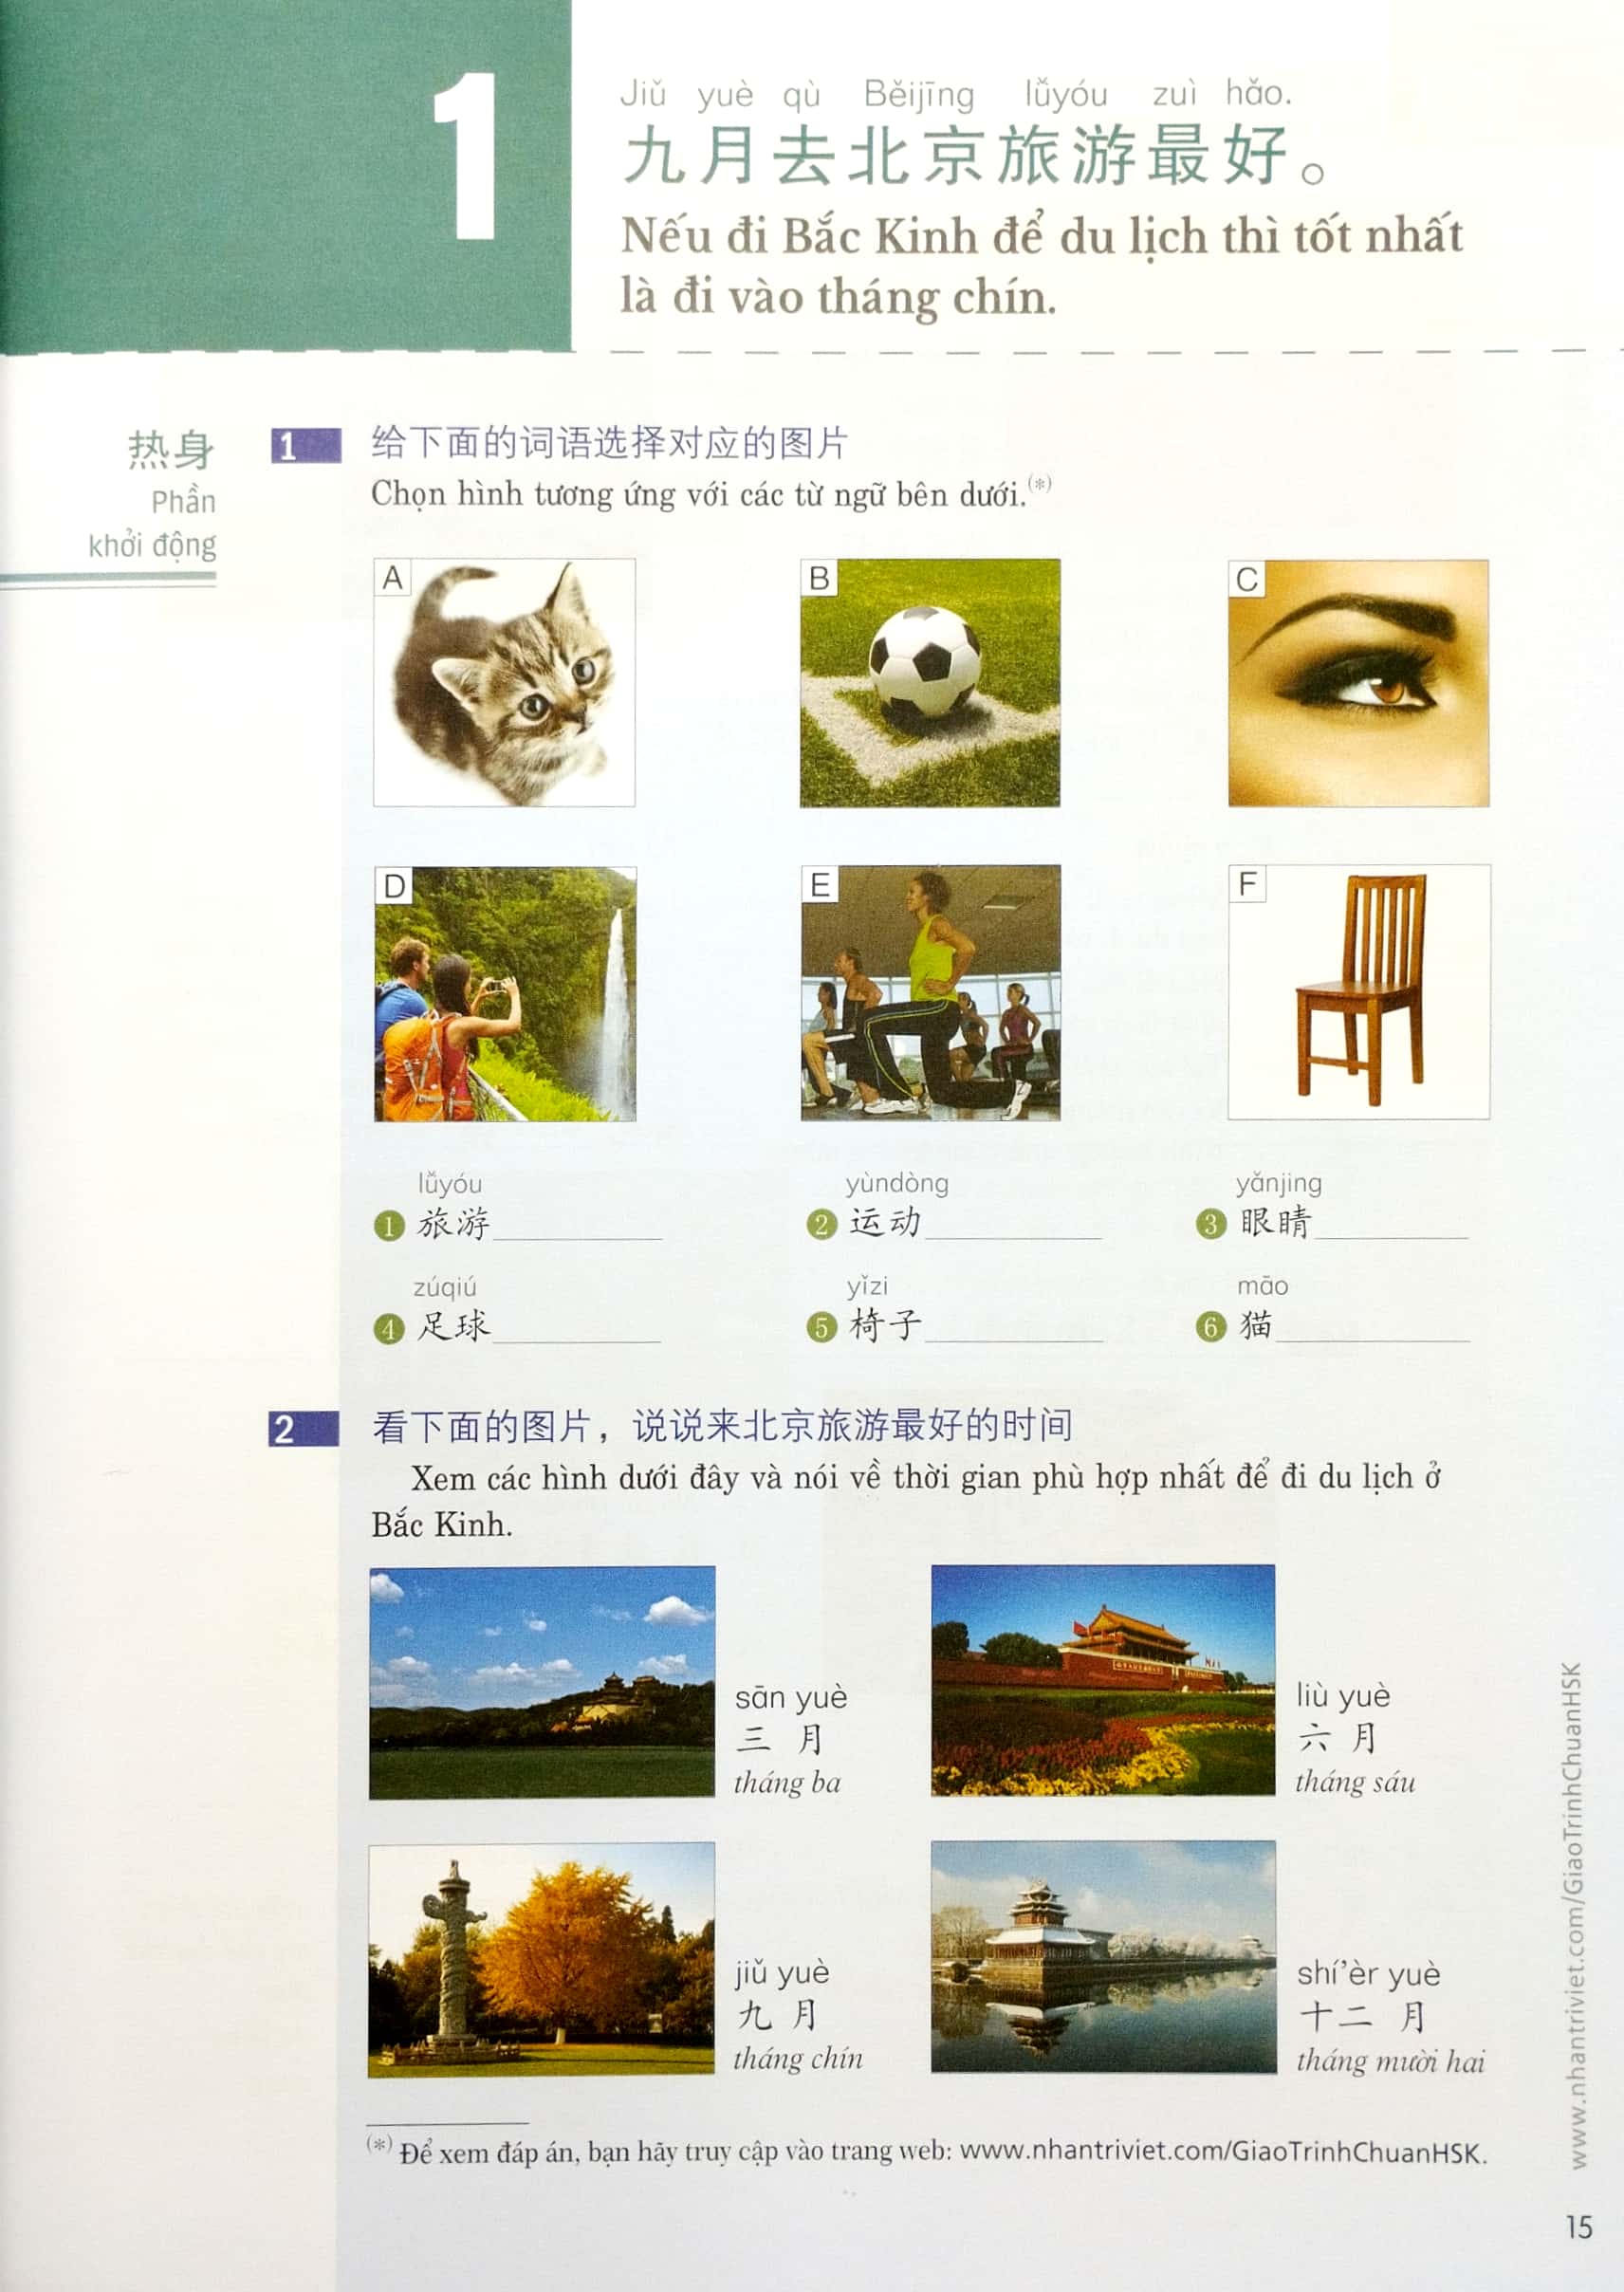 1
Jiǔ yuè qù Běijīng lǚyóu zuì hǎo.
九月去北京旅游最好。
Nếu đi Bắc Kinh để du lịch thì tốt nhất
là đi vào tháng chín.
热身
Phần
khởi động
1 给下面的词语选择对应的图片
Chọn hình tương ứng với các từ ngữ bên dưới.(*)
A B C
D E F
lǚyóu yùndòng yǎnjing
1 旅游 2 运动 3 眼睛
zúqiú yǐzi māo
4 足球 5 椅子 6 猫
2 看下面的图片，说说来北京旅游最好的时间
Xem các hình dưới đây và nói về thời gian phù hợp nhất để đi du lịch ở
Bắc Kinh.
sān yuè liù yuè
三 月 六 月
tháng ba tháng sáu
jiǔ yuè shí'èr yuè
九 月 十二 月
tháng chín tháng mười hai
(*) Để xem đáp án, bạn hãy truy cập vào trang web: www.nhantriviet.com/GiaoTrinhChuanHSK.
www.nhantriviet.com/GiaoTrinhChuanHSK
15